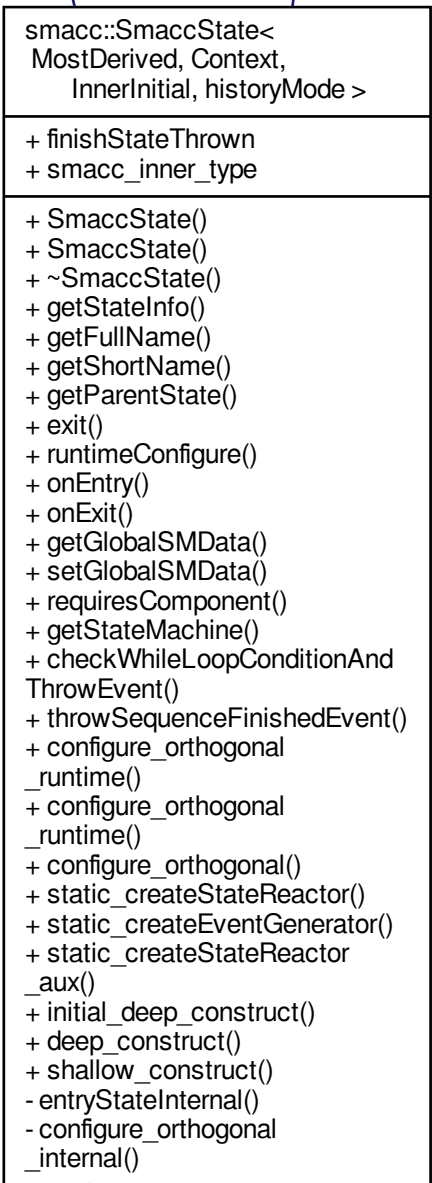 smacc::SmaccState<
MostDerived, Context,
InnerInitial, historyMode >
+ finishStateThrown
+ smacc_inner_type
+ SmaccState()
+ SmaccState()
+ ~SmaccState()
+ getStateInfo()
+ getFullName()
+ getShortName()
+ getParentState()
+ exit()
+ runtimeConfigure()
+ onEntry()
+ onExit()
+ getGlobalSMData()
+ setGlobalSMData()
+ requiresComponent()
+ getStateMachine()
+ checkWhileLoopConditionAnd
ThrowEvent()
+ throwSequenceFinishedEvent()
+ configure_orthogonal
_runtime()
+ configure_orthogonal
_runtime()
+ configure_orthogonal()
+ static_createStateReactor()
+ static_createEventGenerator()
+ static_createStateReactor
_aux()
+ initial_deep_construct()
+ deep_construct()
+ shallow_construct()
- entryStateInternal()
- configure_orthogonal
_internal()